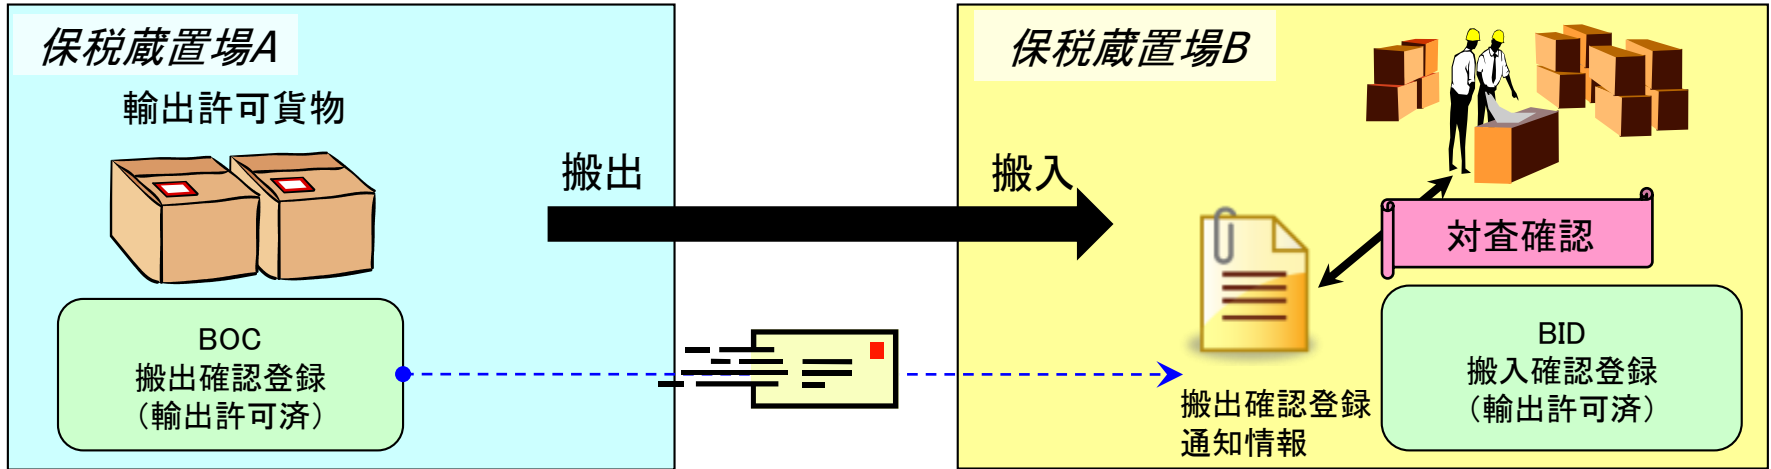 保税蔵置場A
輸出許可貨物
搬出
BOC
搬出確認登録
（輸出許可済）
保税蔵置場B
搬入
対査確認
搬出確認登録
通知情報
BID
搬入確認登録
（輸出許可済）